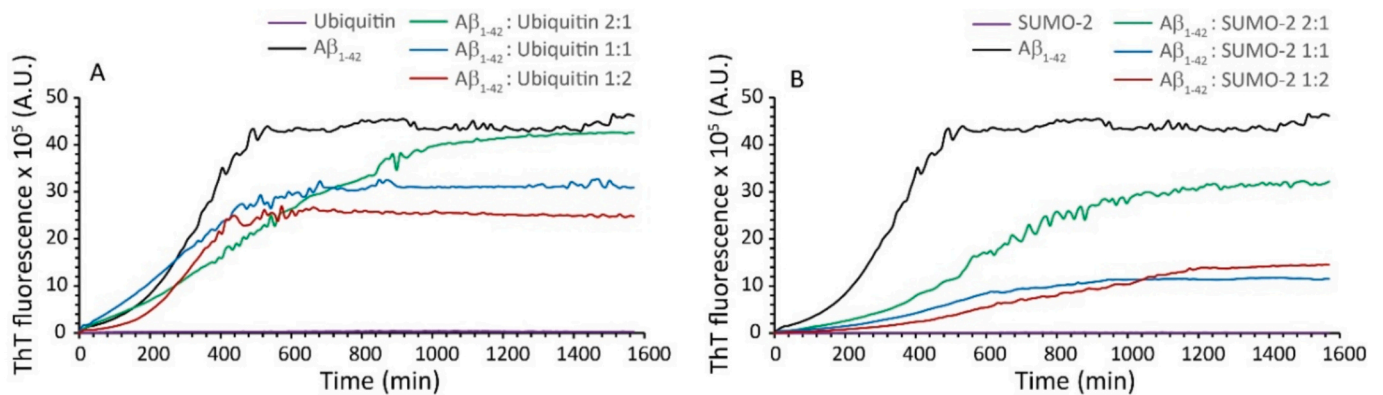 Ubiquitin
Aβ1-42 : Ubiquitin 2:1
Aβ1-42
Aβ1-42 : Ubiquitin 1:1
Aβ1-42 : Ubiquitin 1:2
A
ThT fluorescence x 10⁵ (A.U.)
50
40
30
20
10
0
0 200 400 600 800 1000 1200 1400 1600
Time (min)
SUMO-2
Aβ1-42 : SUMO-2 2:1
Aβ1-42
Aβ1-42 : SUMO-2 1:1
Aβ1-42 : SUMO-2 1:2
B
ThT fluorescence x 10⁵ (A.U.)
50
40
30
20
10
0
0 200 400 600 800 1000 1200 1400 1600
Time (min)